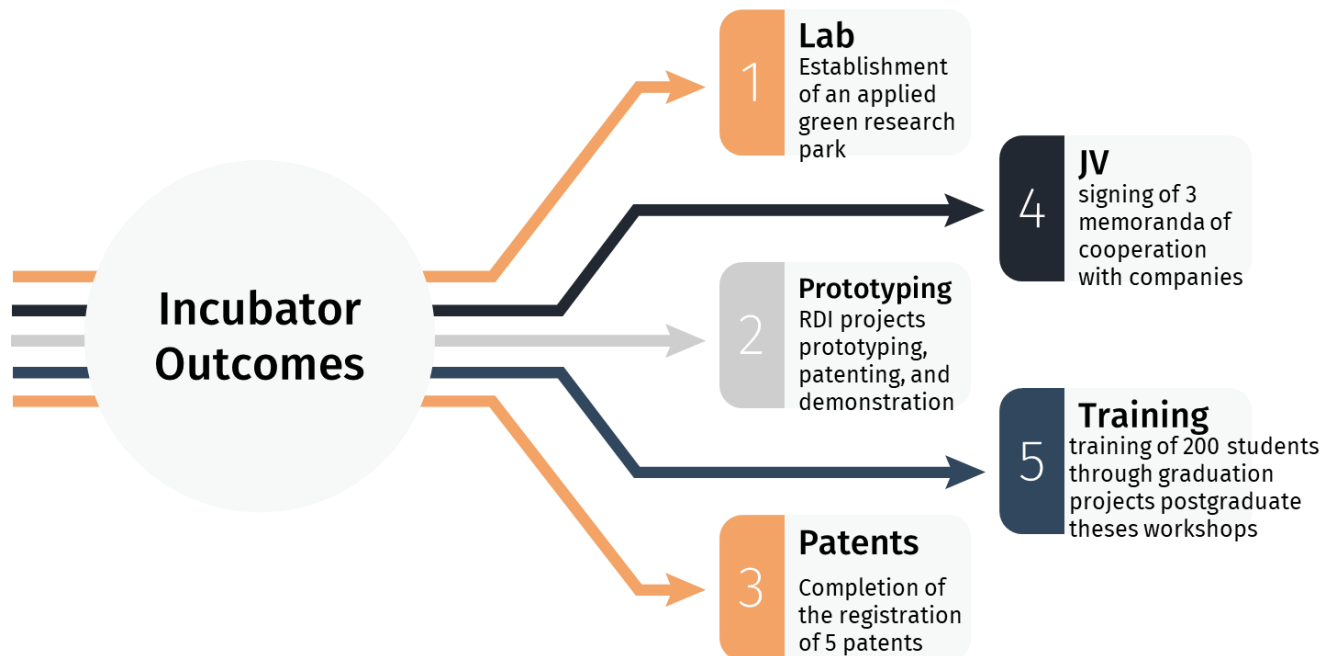 Incubator
Outcomes
1
Lab
Establishment
of an applied
green research
park
2
Prototyping
RDI projects
prototyping,
patenting, and
demonstration
3
Patents
Completion of
the registration
of 5 patents
4
JV
signing of 3
memoranda of
cooperation
with companies
5
Training
training of 200 students
through graduation
projects postgraduate
theses workshops